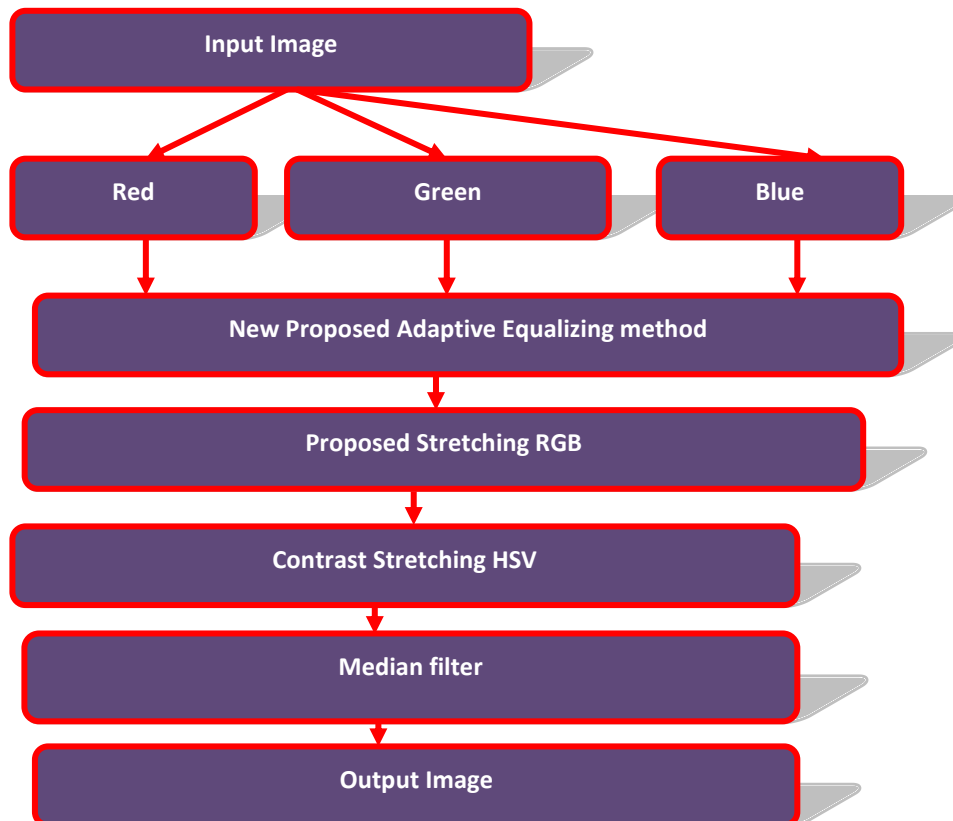 Input Image
Red
Green
Blue
New Proposed Adaptive Equalizing method
Proposed Stretching RGB
Contrast Stretching HSV
Median filter
Output Image